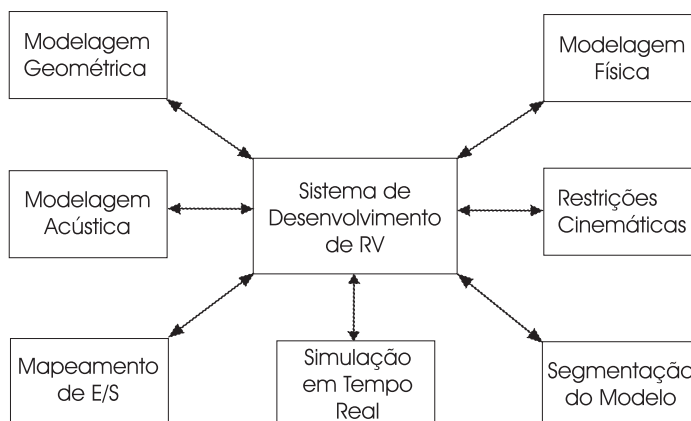 Modelagem
Geométrica
Modelagem
Física
Modelagem
Acústica
Sistema de
Desenvolvimento
de RV
Restrições
Cinemáticas
Mapeamento
de E/S
Simulação
em Tempo
Real
Segmentação
do Modelo